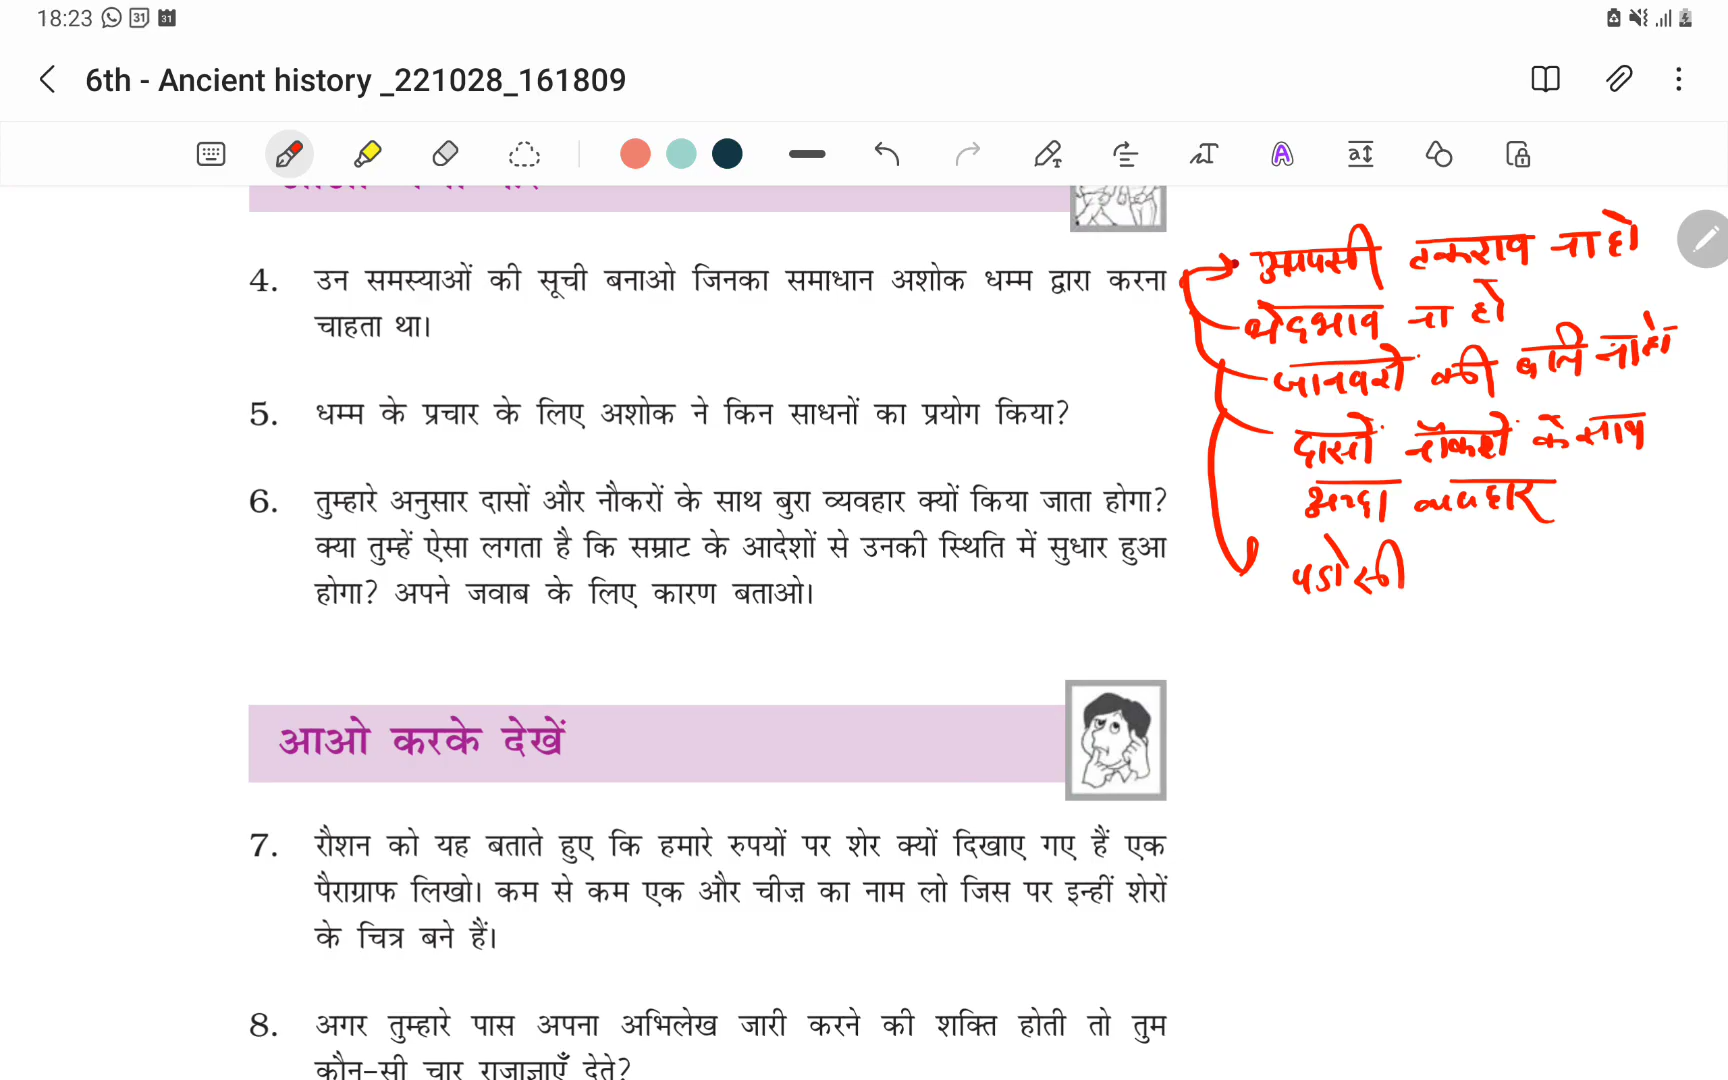 18:23
6th - Ancient history _221028_161809
4. उन समस्याओं की सूची बनाओ जिनका समाधान अशोक धम्म द्वारा करना
चाहता था।
5. धम्म के प्रचार के लिए अशोक ने किन साधनों का प्रयोग किया?
6. तुम्हारे अनुसार दासों और नौकरों के साथ बुरा व्यवहार क्यों किया जाता होगा?
क्या तुम्हें ऐसा लगता है कि सम्राट के आदेशों से उनकी स्थिति में सुधार हुआ
होगा? अपने जवाब के लिए कारण बताओ।
आपसी टकराव ना हो
भेदभाव ना हो
जानवरों की बलि ना हो
दासों नौकरों के साथ
अच्छा व्यवहार
पडोसी
आओ करके देखें
7. रौशन को यह बताते हुए कि हमारे रुपयों पर शेर क्यों दिखाए गए हैं एक
पैराग्राफ लिखो। कम से कम एक और चीज़ का नाम लो जिस पर इन्हीं शेरों
के चित्र बने हैं।
8. अगर तुम्हारे पास अपना अभिलेख जारी करने की शक्ति होती तो तुम
कौन-सी चार राजाज्ञाएँ देते?